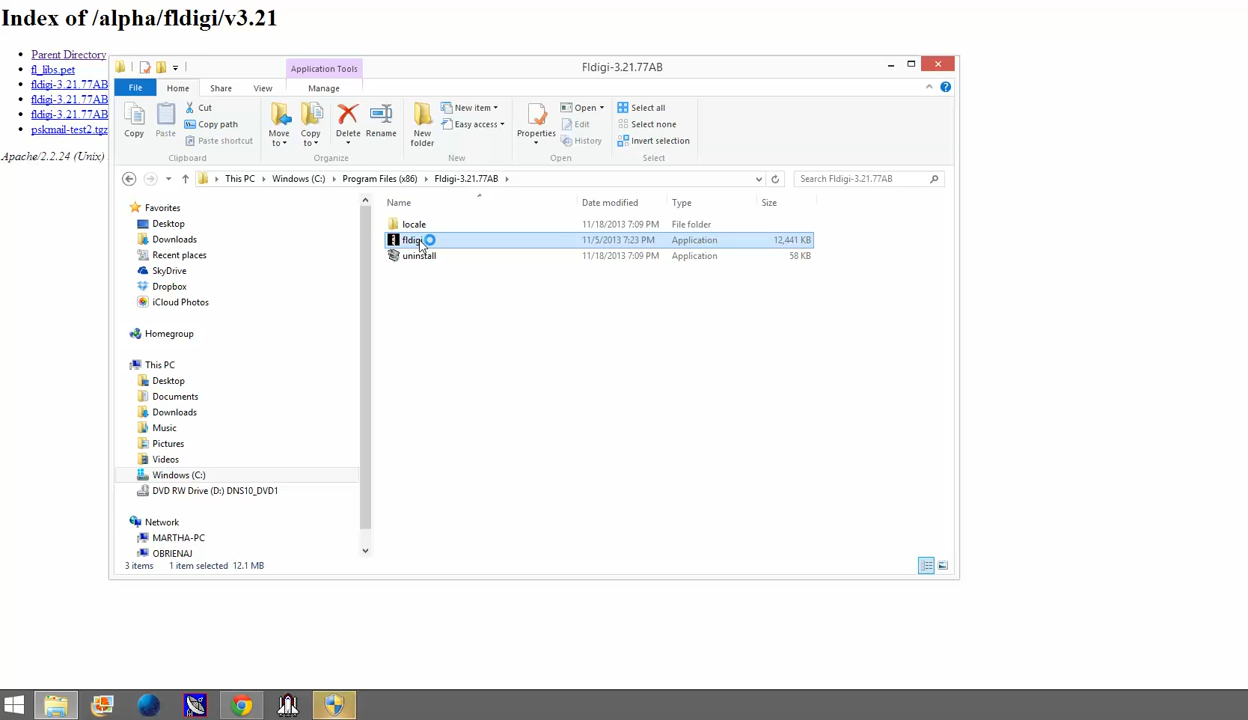 Index of /alpha/fldigi/v3.21
Parent Directory
fl_libs.pet
fldigi-3.21.77AB
fldigi-3.21.77AB
fldigi-3.21.77AB
pskmail-test2.tgz
Apache/2.2.24 (Unix)
Application Tools
Fldigi-3.21.77AB
File Home Share View Manage
Copy
Paste
Cut
Copy path
Paste shortcut
Clipboard
Move to
Copy to
Delete
Rename
Organize
New folder
New item
Easy access
New
Properties
Open
Edit
History
Open
Select all
Select none
Invert selection
Select
This PC Windows (C:) Program Files (x86) Fldigi-3.21.77AB
Search Fldigi-3.21.77AB
Favorites
Desktop
Downloads
Recent places
SkyDrive
Dropbox
iCloud Photos
Homegroup
This PC
Desktop
Documents
Downloads
Music
Pictures
Videos
Windows (C:)
DVD RW Drive (D:) DNS10_DVD1
Network
MARTHA-PC
OBRIENAJ
Name Date modified Type Size
locale 11/18/2013 7:09 PM File folder
fldigi 11/5/2013 7:23 PM Application 12,441 KB
uninstall 11/18/2013 7:09 PM Application 58 KB
3 items 1 item selected 12.1 MB